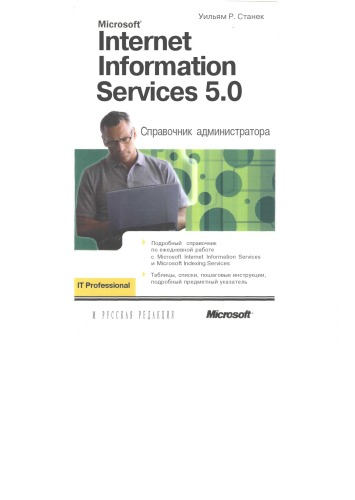 Уильям Р. Станек
Microsoft®
Internet
Information
Services 5.0
Справочник администратора
Подробный справочник
по ежедневной работе
с Microsoft Internet Information Services
и Microsoft Indexing Services
Таблицы, списки, пошаговые инструкции,
подробный предметный указатель
IT Professional
РУССКАЯ РЕДАКЦИЯ
Microsoft®